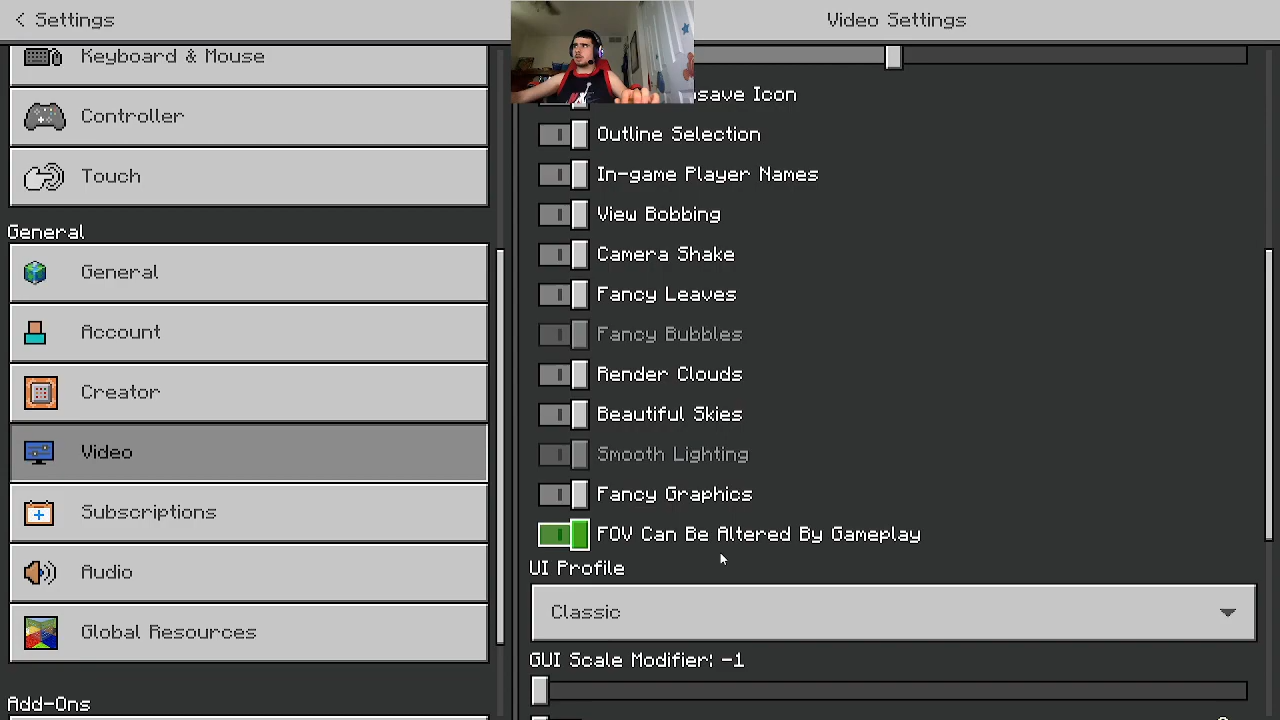 Settings
Video Settings
Keyboard & Mouse
Controller
Touch
General
General
Account
Creator
Video
Subscriptions
Audio
Global Resources
Add-Ons
Icon
Outline Selection
In-game Player Names
View Bobbing
Camera Shake
Fancy Leaves
Fancy Bubbles
Render Clouds
Beautiful Skies
Smooth Lighting
Fancy Graphics
FOV Can Be Altered By Gameplay
UI Profile
Classic
GUI Scale Modifier: -1